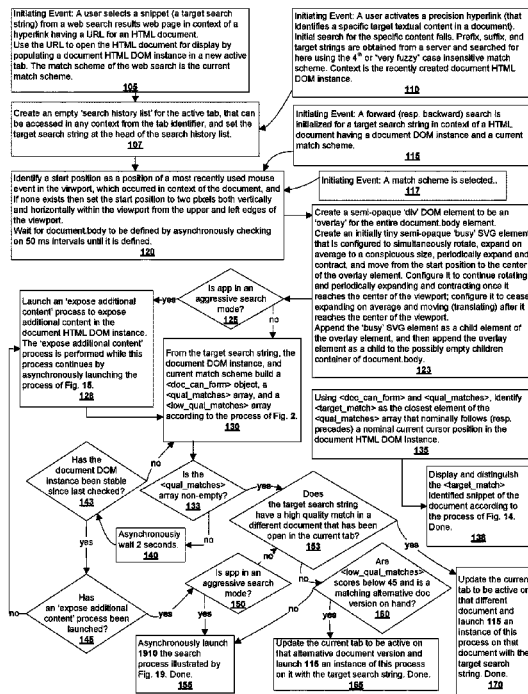 Initiating Event: A user selects a snippet (a target search
string) from a web search results web page in context of a
hyperlink having a URL for an HTML document.
Use the URL to open the HTML document for display by
populating a document HTML DOM instance in a new active
tab. The match scheme of the web search is the current
match scheme.
105
Initiating Event: A user activates a precision hyperlink (that
identifies a specific target textual content in a document).
Initial search for the specific content fails. Prefix, suffix, and
target strings are obtained from a server and searched for
here using the 4th or "very fuzzy" case insensitive match
scheme. Context is the recently created document HTML
DOM instance.
110
Create an empty 'search history list' for the active tab, that can
be accessed in any context from the tab identifier, and set the
target search string at the head of the search history list.
107
Initiating Event: A forward (resp. backward) search is
initialized for a target search string in context of a HTML
document having a document DOM instance and a current
match scheme.
115
Initiating Event: A match scheme is selected..
117
Identify a start position as a position of a most recently used mouse
event in the viewport, which occurred in context of the document, and
if none exists then set the start position to two pixels both vertically
and horizontally within the viewport from the upper and left edges of
the viewport.
Wait for document.body to be defined by asynchronously checking
on 50 ms intervals until it is defined.
120
Create a semi-opaque 'div' DOM element to be an
'overlay' for the entire document.body element.
Create an initially tiny semi-opaque 'busy' SVG element
that is configured to simultaneously rotate, expand on
average to a conspicuous size, periodically expand and
contract, and move from the start position to the center
of the overlay element. Configure it to continue rotating
and periodically expanding and contracting once it
reaches the center of the viewport; configure it to cease
expanding on average and moving (translating) after it
reaches the center of the viewport.
Append the 'busy' SVG element as a child element of
the overlay element, and then append the overlay
element as a child to the possibly empty children
container of document.body.
123
Is app in an
aggressive search
mode?
125
yes
no
Launch an 'expose additional
content' process to expose
additional content in the
document HTML DOM instance.
The 'expose additional content'
process is performed while this
process continues by
asynchronously launching the
process of Fig. 15.
128
From the target search string, the
document DOM instance, and
current match scheme build a
<doc_can_form> object, a
<qual_matches> array, and a
<low_qual_matches> array
according to the process of Fig. 2.
130
Using <doc_can_form> and <qual_matches>, identify
<target_match> as the closest element of the
<qual_matches> array that nominally follows (resp.
precedes) a nominal current cursor position in the
document HTML DOM Instance.
135
Display and distinguish
the <target_match>
identified snippet of the
document according to
the process of Fig. 14.
Done.
138
Has the
document DOM
instance been stable
since last checked?
143
no
yes
Is the
<qual_matches>
array non-empty?
133
yes
no
Asynchronously
wait 2 seconds.
140
Does
the target search string
have a high quality match in a
different document that has been
open in the current tab?
153
no
yes
Has
an 'expose additional
content' process been
launched?
145
no
yes
Is app in an
aggressive search
mode?
150
no
yes
Are
<low_qual_matches>
scores below 45 and is a
matching alternative doc
version on hand?
160
no
yes
Asynchronously launch
1910 the search
process illustrated by
Fig. 19. Done.
155
Update the current tab to be active on
that alternative document version and
launch 115 an instance of this process
on it with the target search string. Done.
165
Update the current
tab to be active on
that different
document and
launch 115 an
instance of this
process on that
document with the
target search
string. Done.
170